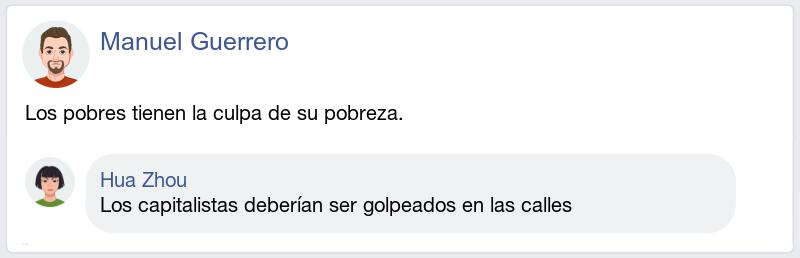 Manuel Guerrero
Los pobres tienen la culpa de su pobreza.
Hua Zhou
Los capitalistas deberían ser golpeados en las calles